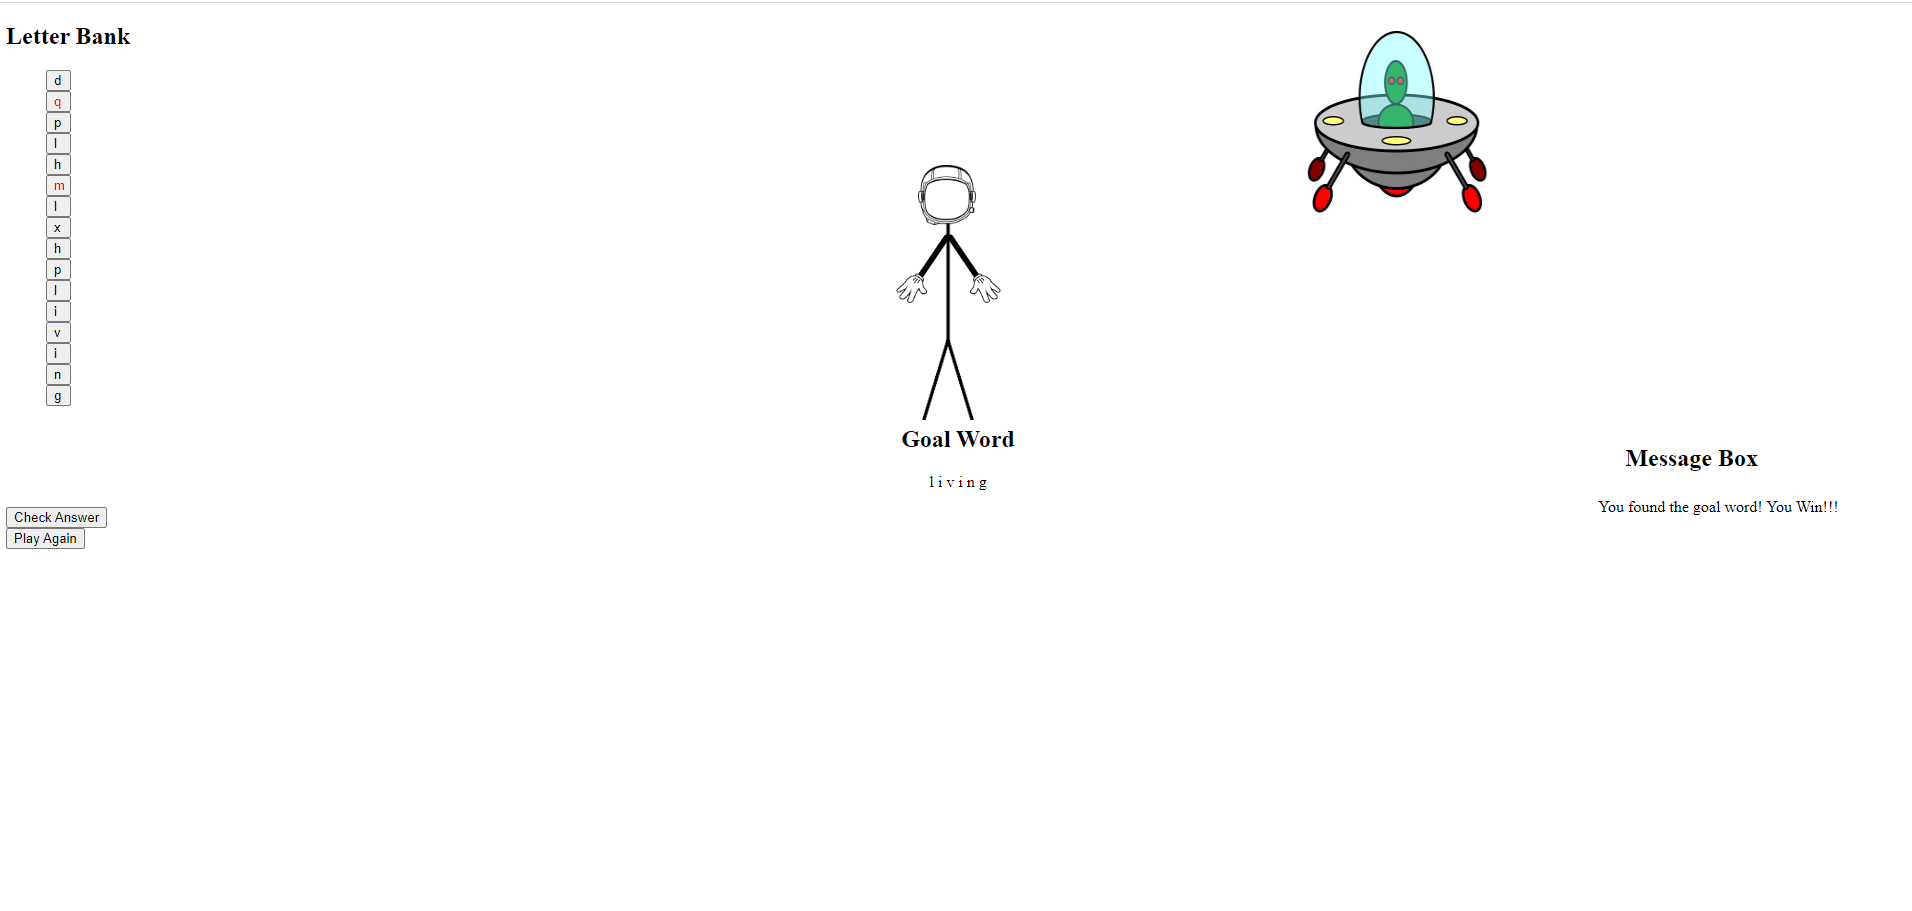 Letter Bank
d
q
p
l
h
m
l
x
h
p
l
i
v
i
n
g
Goal Word
l i v i n g
Message Box
You found the goal word! You Win!!!
Check Answer
Play Again